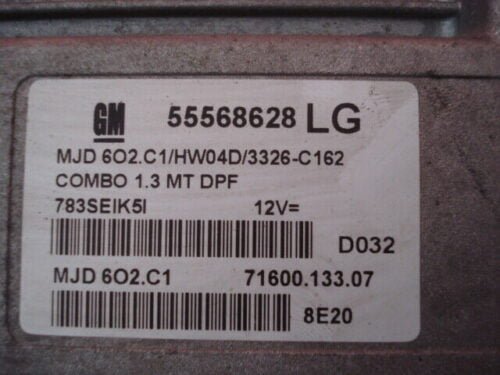 GM 55568628 LG
MJD 6O2.C1/HW04D/3326-C162
COMBO 1.3 MT DPF
783SEIK5I 12V=
D032
MJD 6O2.C1 71600.133.07
8E20